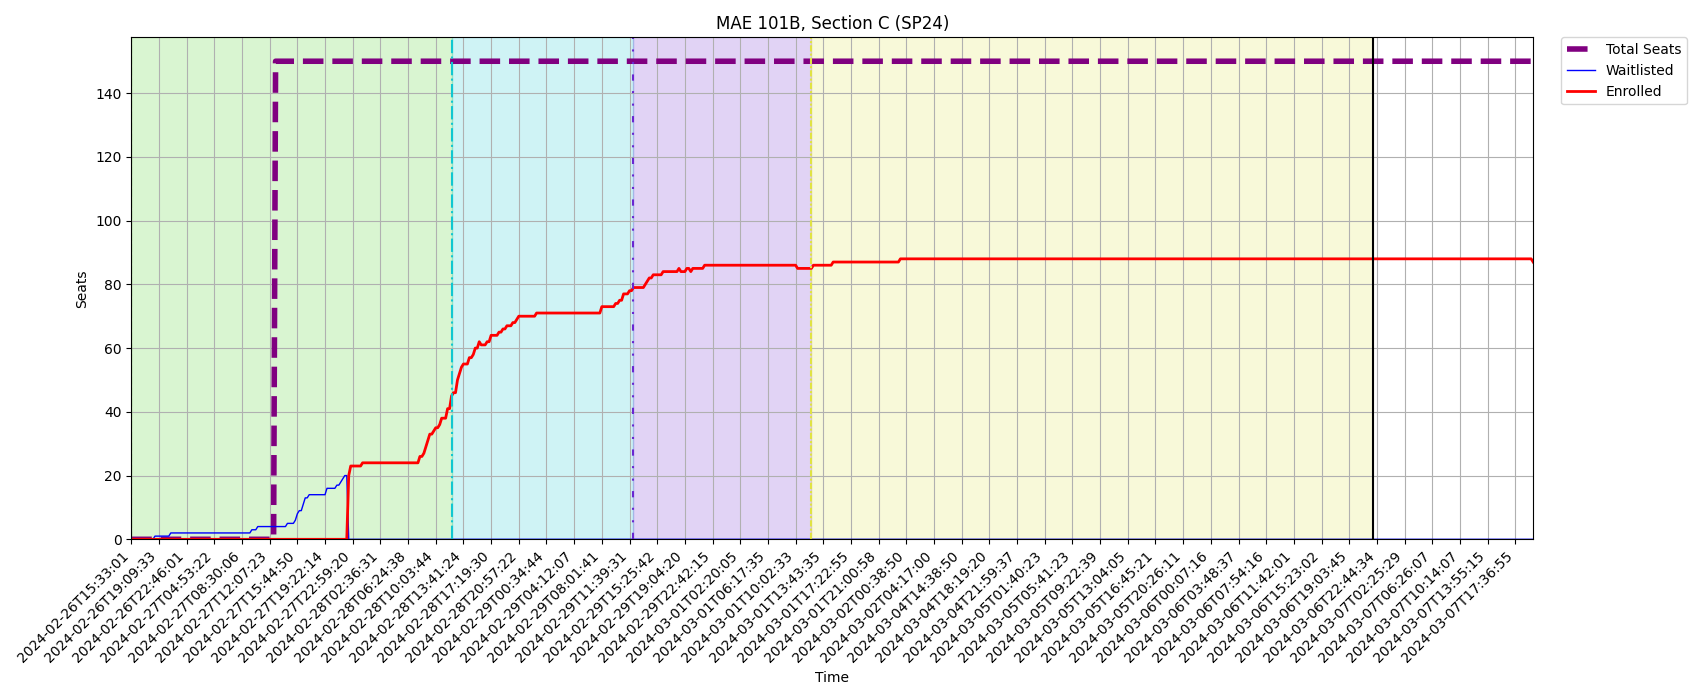 MAE 101B, Section C (SP24)
Total Seats
Waitlisted
Enrolled
Seats
140
120
100
80
60
40
20
0
2024-02-26T15:33:01
2024-02-26T19:09:33
2024-02-26T22:46:01
2024-02-27T04:53:22
2024-02-27T08:30:06
2024-02-27T12:07:23
2024-02-27T15:44:50
2024-02-27T19:22:14
2024-02-27T22:59:20
2024-02-28T02:36:31
2024-02-28T06:24:38
2024-02-28T10:03:44
2024-02-28T13:41:24
2024-02-28T17:19:30
2024-02-28T20:57:22
2024-02-29T00:34:44
2024-02-29T04:12:07
2024-02-29T08:01:41
2024-02-29T11:39:31
2024-02-29T15:25:42
2024-02-29T19:04:20
2024-02-29T22:42:15
2024-03-01T02:20:05
2024-03-01T06:17:35
2024-03-01T10:02:33
2024-03-01T13:43:35
2024-03-01T17:22:55
2024-03-01T21:00:58
2024-03-02T00:38:50
2024-03-02T04:17:00
2024-03-04T14:38:50
2024-03-04T18:19:20
2024-03-04T21:59:37
2024-03-05T01:40:23
2024-03-05T05:41:23
2024-03-05T09:22:39
2024-03-05T13:04:05
2024-03-05T16:45:21
2024-03-05T20:26:11
2024-03-06T00:07:16
2024-03-06T03:48:37
2024-03-06T07:54:16
2024-03-06T11:42:01
2024-03-06T15:23:02
2024-03-06T19:03:45
2024-03-06T22:44:34
2024-03-07T02:25:29
2024-03-07T06:26:07
2024-03-07T10:14:07
2024-03-07T13:55:15
2024-03-07T17:36:55
Time